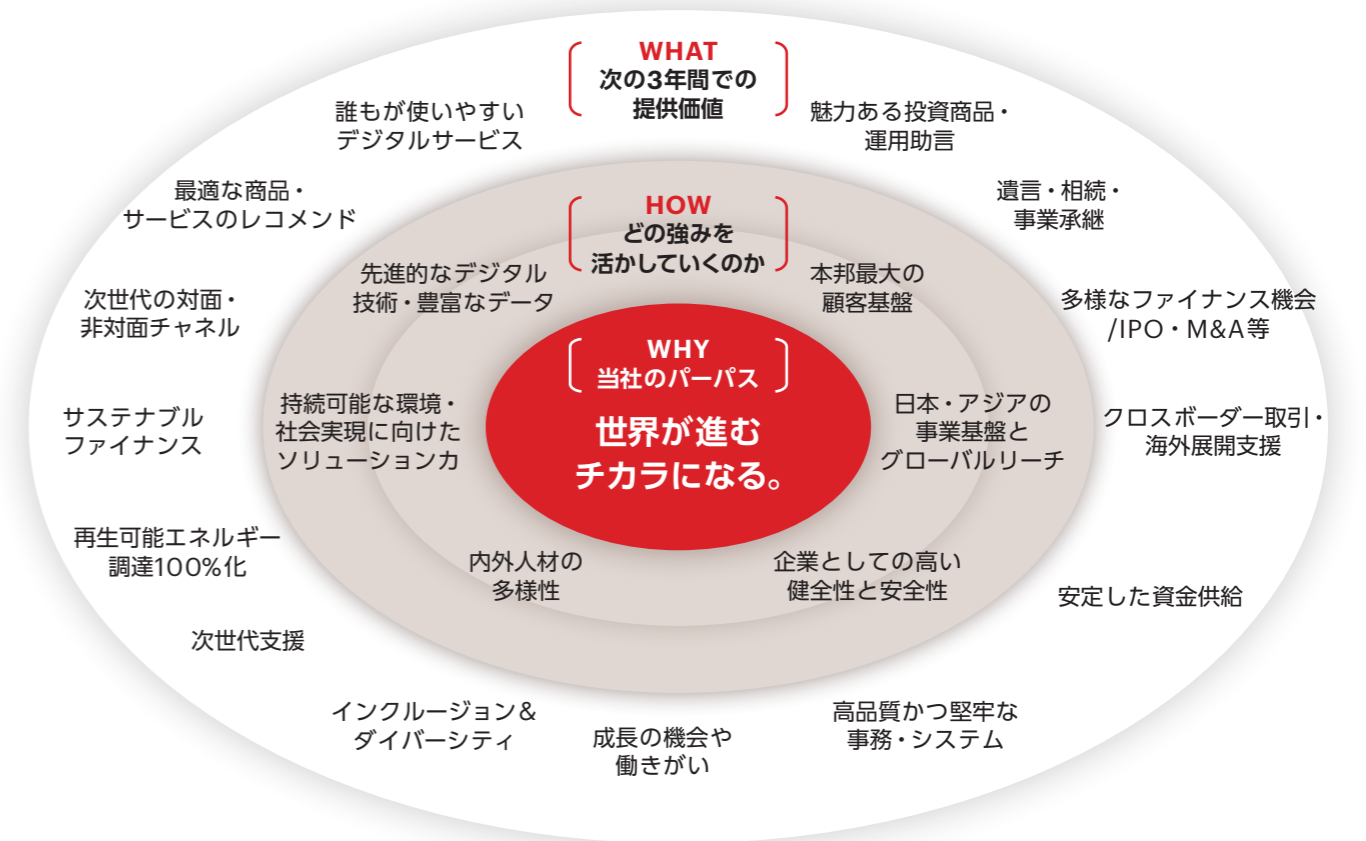 WHAT
次の3年間での
提供価値
誰もが使いやすい
デジタルサービス
魅力ある投資商品・
運用助言
最適な商品・
サービスのレコメンド
遺言・相続・
事業承継
次世代の対面・
非対面チャネル
多様なファイナンス機会
/IPO・M&A等
サステナブル
ファイナンス
クロスボーダー取引・
海外展開支援
再生可能エネルギー
調達100%化
安定した資金供給
次世代支援
インクルージョン&
ダイバーシティ
成長の機会や
働きがい
高品質かつ堅牢な
事務・システム
HOW
どの強みを
活かしていくのか
先進的なデジタル
技術・豊富なデータ
本邦最大の
顧客基盤
持続可能な環境・
社会実現に向けた
ソリューション力
日本・アジアの
事業基盤と
グローバルリーチ
内外人材の
多様性
企業としての高い
健全性と安全性
WHY
当社のパーパス
世界が進む
チカラになる。